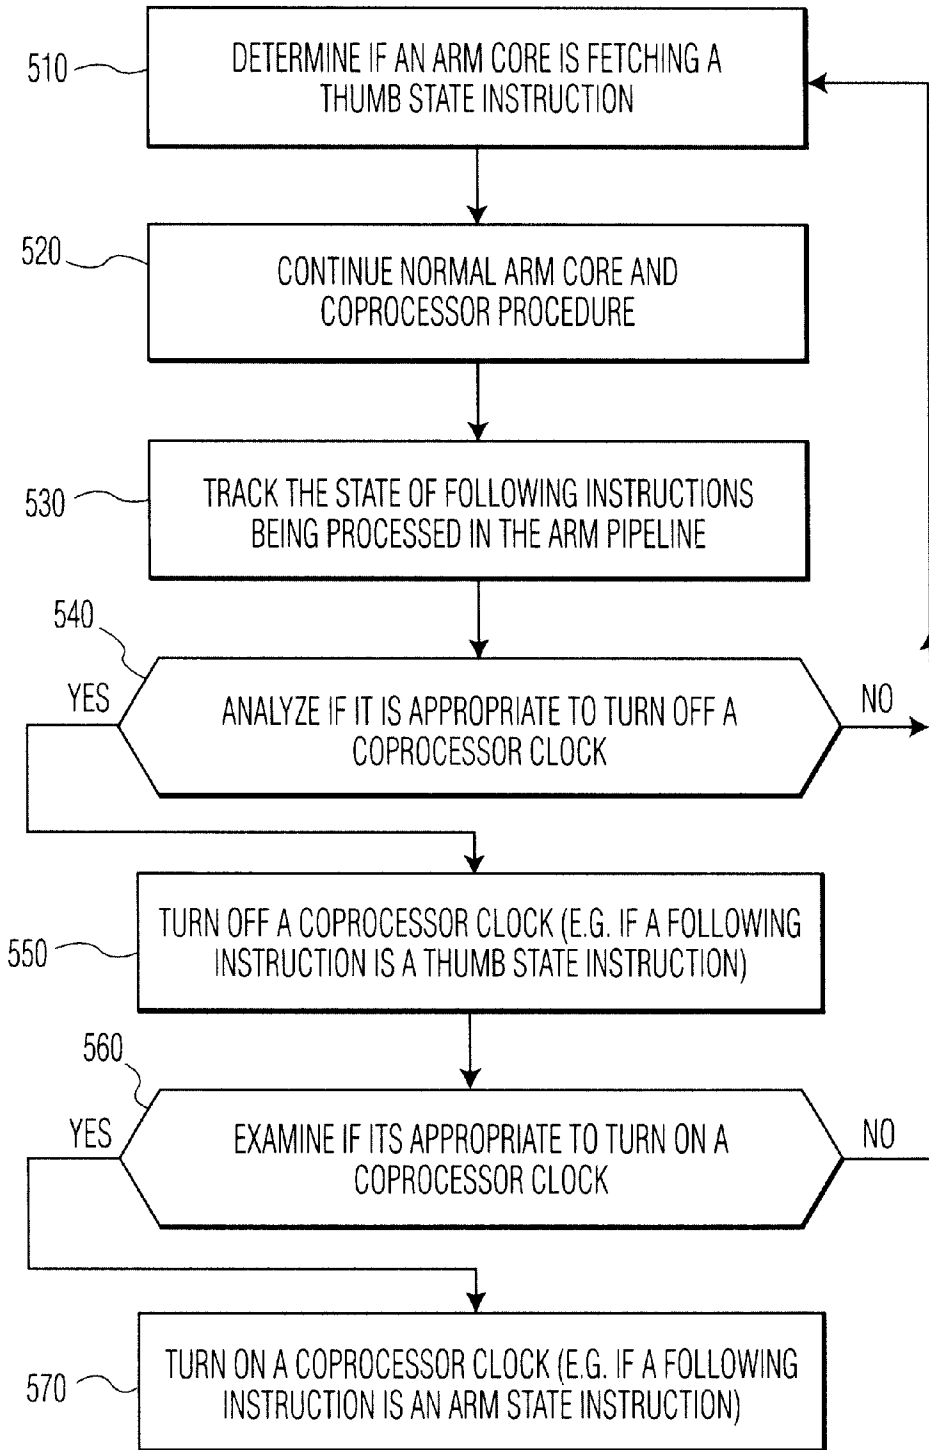 510
DETERMINE IF AN ARM CORE IS FETCHING A
THUMB STATE INSTRUCTION
520
CONTINUE NORMAL ARM CORE AND
COPROCESSOR PROCEDURE
530
TRACK THE STATE OF FOLLOWING INSTRUCTIONS
BEING PROCESSED IN THE ARM PIPELINE
540
YES
ANALYZE IF IT IS APPROPRIATE TO TURN OFF A
COPROCESSOR CLOCK
NO
550
TURN OFF A COPROCESSOR CLOCK (E.G. IF A FOLLOWING
INSTRUCTION IS A THUMB STATE INSTRUCTION)
560
YES
EXAMINE IF ITS APPROPRIATE TO TURN ON A
COPROCESSOR CLOCK
NO
570
TURN ON A COPROCESSOR CLOCK (E.G. IF A FOLLOWING
INSTRUCTION IS AN ARM STATE INSTRUCTION)